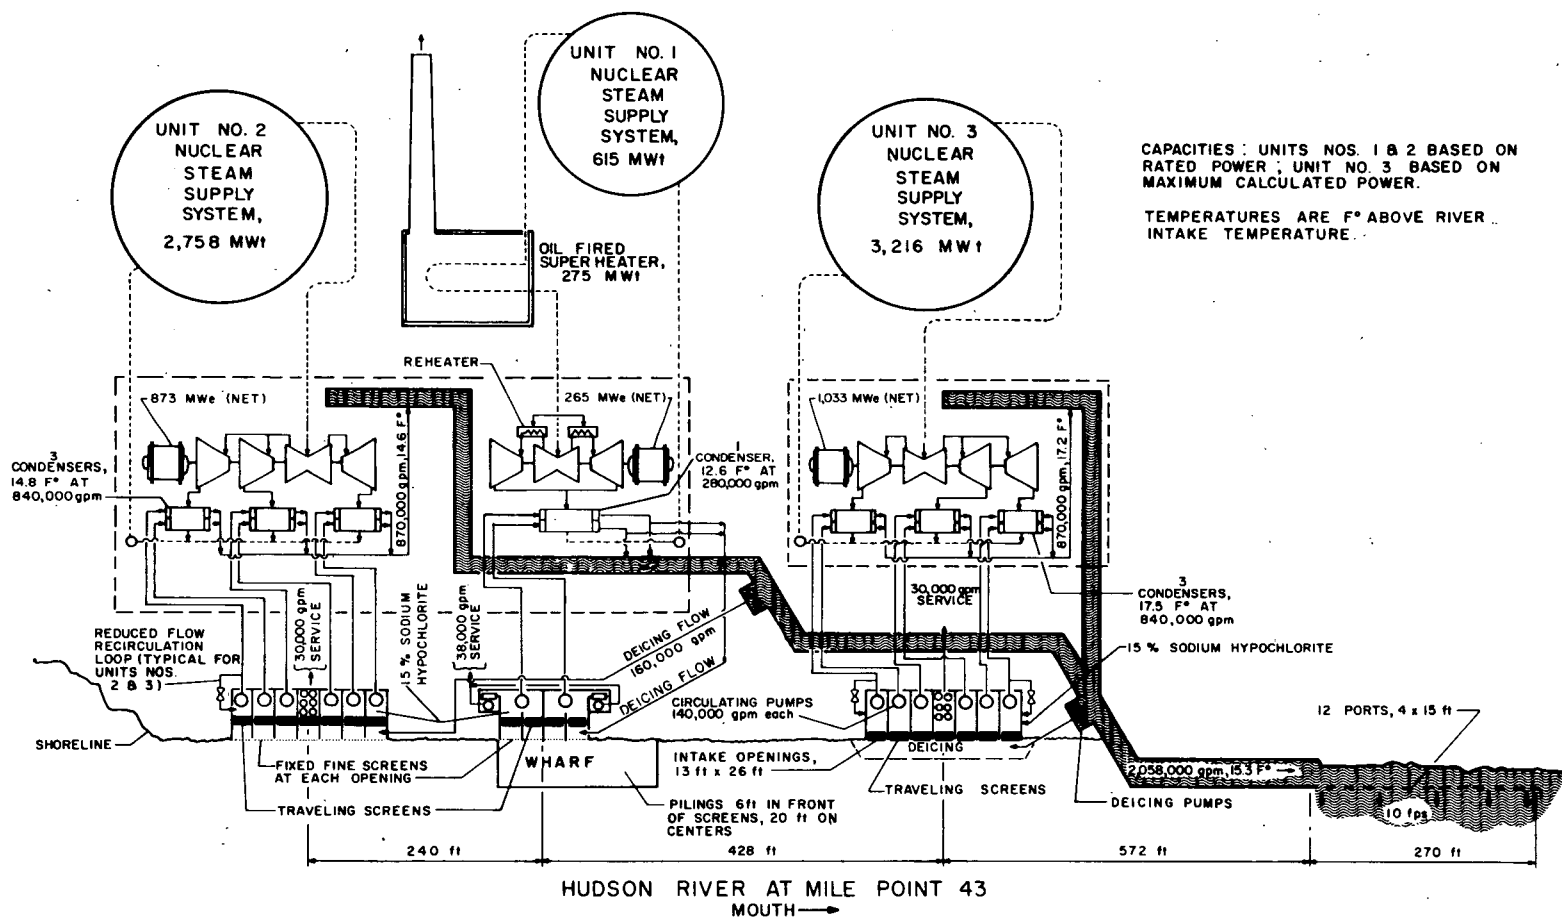 UNIT NO. 1
NUCLEAR
STEAM
SUPPLY
SYSTEM,
615 MWt
UNIT NO. 2
NUCLEAR
STEAM
SUPPLY
SYSTEM,
2,758 MWt
UNIT NO. 3
NUCLEAR
STEAM
SUPPLY
SYSTEM,
3,216 MWt
CAPACITIES : UNITS NOS. 1 & 2 BASED ON
RATED POWER ; UNIT NO. 3 BASED ON
MAXIMUM CALCULATED POWER.
TEMPERATURES ARE F° ABOVE RIVER
INTAKE TEMPERATURE.
OIL FIRED
SUPERHEATER,
275 MWt
REHEATER
873 MWe (NET)
265 MWe (NET)
1,033 MWe (NET)
3
CONDENSERS,
14.8 F° AT
840,000 gpm
870,000 gpm, 14.6 F°
1
CONDENSER,
12.6 F° AT
280,000 gpm
870,000 gpm, 17.2 F°
3
CONDENSERS,
17.5 F° AT
840,000 gpm
REDUCED FLOW
RECIRCULATION
LOOP (TYPICAL FOR
UNITS NOS.
2 & 3)
30,000 gpm
SERVICE
15 % SODIUM
HYPOCHLORITE
38,000 gpm
SERVICE
DEICING FLOW
160,000 gpm
DEICING FLOW
30,000 gpm
SERVICE
15 % SODIUM HYPOCHLORITE
CIRCULATING PUMPS
140,000 gpm each
12 PORTS, 4 x 15 ft
SHORELINE
FIXED FINE SCREENS
AT EACH OPENING
WHARF
INTAKE OPENINGS,
13 ft x 26 ft
DEICING
2,058,000 gpm, 15.3 F°
TRAVELING SCREENS
TRAVELING SCREENS
DEICING PUMPS
10 fps
PILINGS 6ft IN FRONT
OF SCREENS, 20 ft ON
CENTERS
240 ft
428 ft
572 ft
270 ft
HUDSON RIVER AT MILE POINT 43
MOUTH